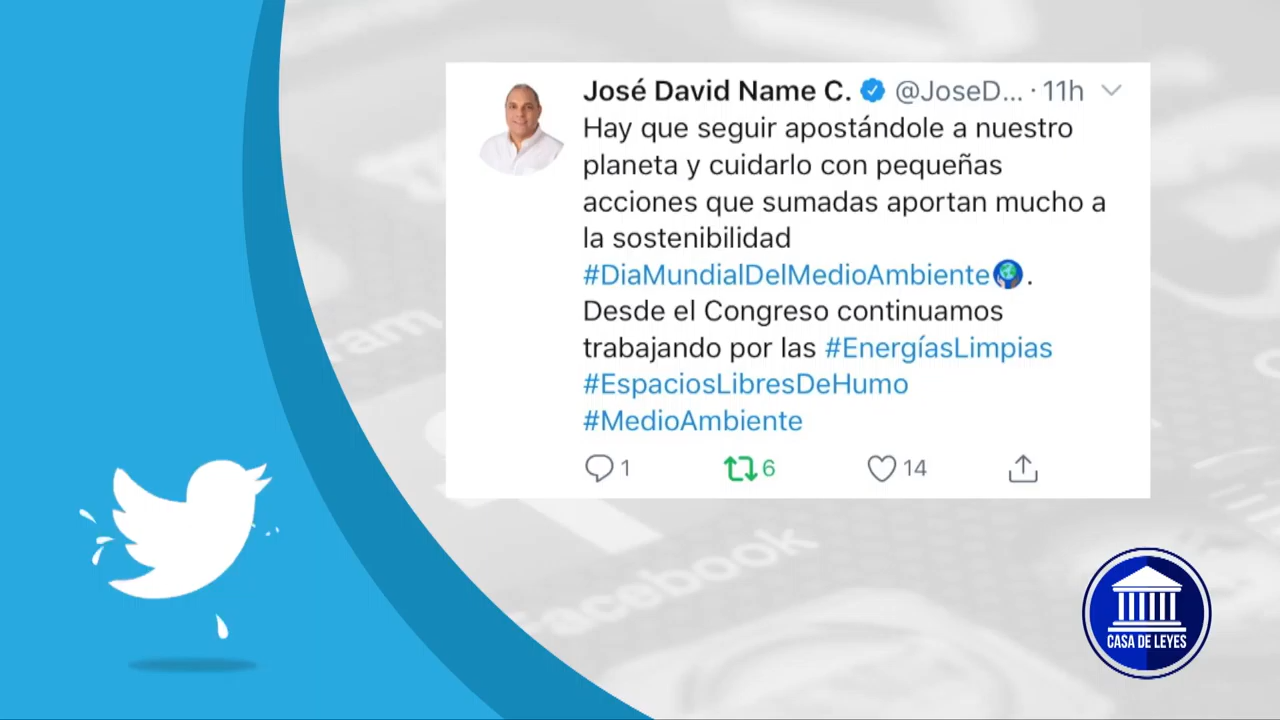 José David Name C. @JoseD... · 11h
Hay que seguir apostándole a nuestro
planeta y cuidarlo con pequeñas
acciones que sumadas aportan mucho a
la sostenibilidad
#DiaMundialDelMedioAmbiente.
Desde el Congreso continuamos
trabajando por las #EnergíasLimpias
#EspaciosLibresDeHumo
#MedioAmbiente
1 6 14
Facebook
CASA DE LEYES